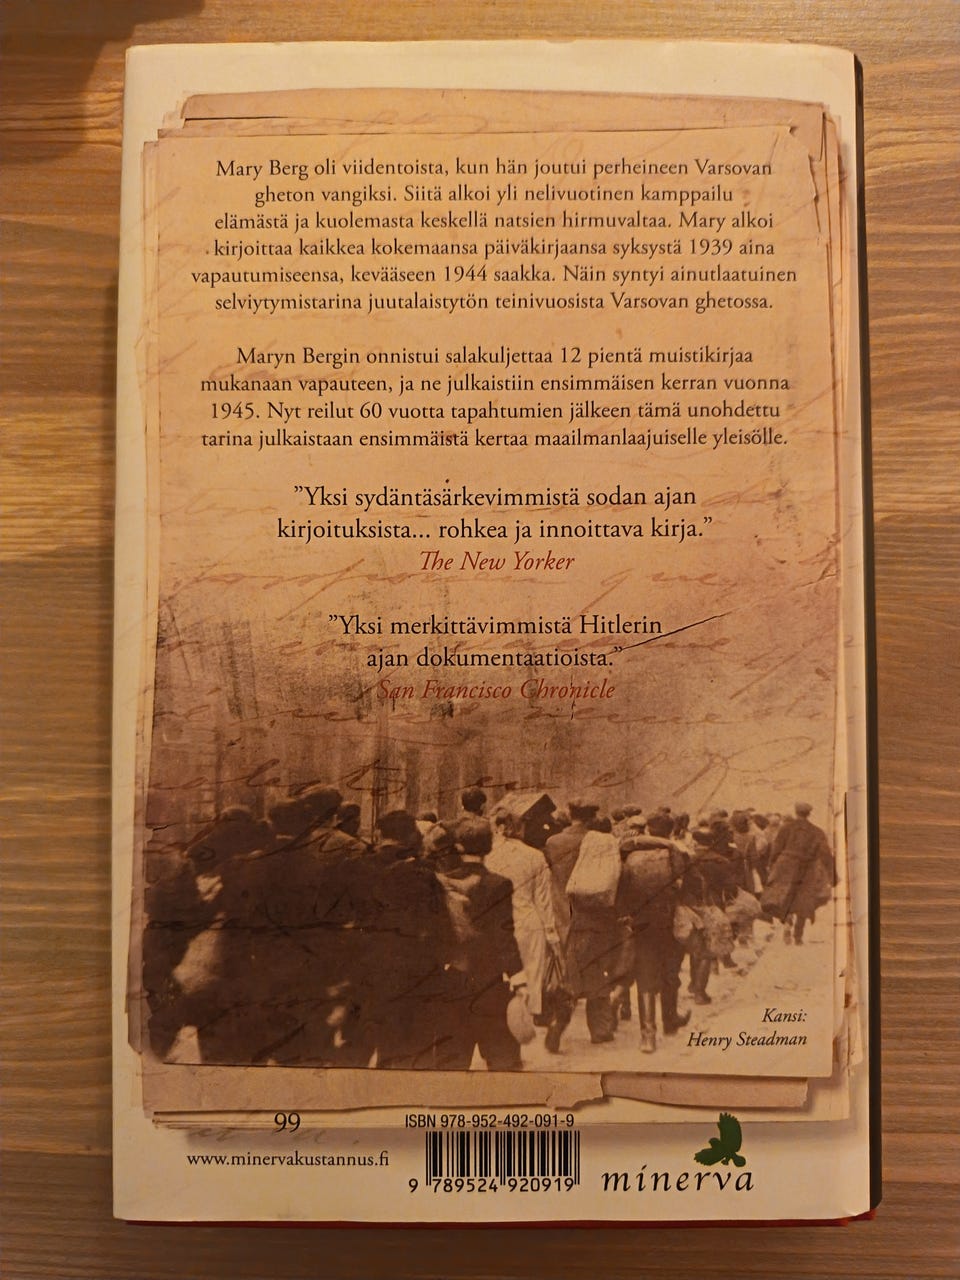 Mary Berg oli viidentoista, kun hän joutui perheineen Varsovan
gheton vangiksi. Siitä alkoi yli nelivuotinen kamppailu
elämästä ja kuolemasta keskellä natsien hirmuvaltaa. Mary alkoi
kirjoittaa kaikkea kokemaansa päiväkirjaansa syksystä 1939 aina
vapautumiseensa, kevääseen 1944 saakka. Näin syntyi ainutlaatuinen
selviytymistarina juutalaistytön teinivuosista Varsovan ghetossa.
Maryn Bergin onnistui salakuljettaa 12 pientä muistikirjaa
mukanaan vapauteen, ja ne julkaistiin ensimmäisen kerran vuonna
1945. Nyt reilut 60 vuotta tapahtumien jälkeen tämä unohdettu
tarina julkaistaan ensimmäistä kertaa maailmanlaajuiselle yleisölle.
”Yksi sydäntäsärkevimmistä sodan ajan
kirjoituksista... rohkea ja innoittava kirja.”
The New Yorker
”Yksi merkittävimmistä Hitlerin
ajan dokumentaatioista.”
San Francisco Chronicle
Kansi:
Henry Steadman
99
www.minervakustannus.fi
ISBN 978-952-492-091-9
9 789524 920919
minerva